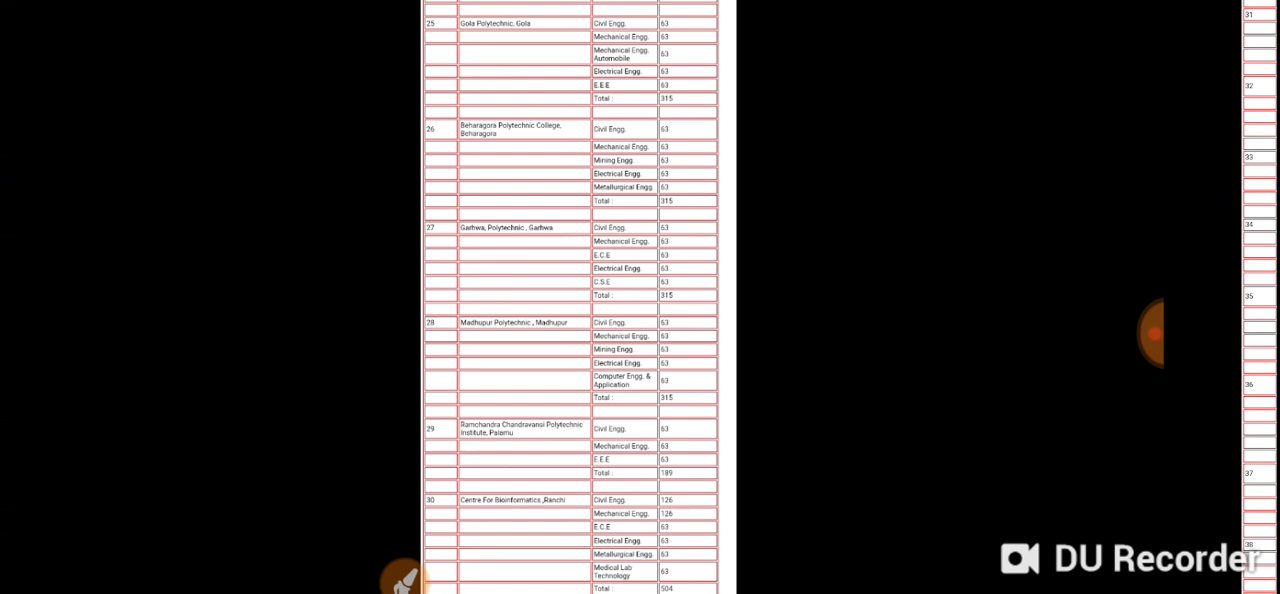 25 Gola Polytechnic, Gola Civil Engg. 63
Mechanical Engg. 63
Mechanical Engg.
Automobile 63
Electrical Engg. 63
E.E.E 63
Total : 315
26 Beharagora Polytechnic College,
Beharagora Civil Engg. 63
Mechanical Engg. 63
Mining Engg. 63
Electrical Engg. 63
Metallurgical Engg. 63
Total : 315
27 Garhwa, Polytechnic , Garhwa Civil Engg. 63
Mechanical Engg. 63
E.C.E 63
Electrical Engg. 63
C.S.E 63
Total : 315
28 Madhupur Polytechnic , Madhupur Civil Engg. 63
Mechanical Engg. 63
Mining Engg. 63
Electrical Engg. 63
Computer Engg. &
Application 63
Total : 315
29 Ramchandra Chandravansi Polytechnic
Institute, Palamu Civil Engg. 63
Mechanical Engg. 63
E.E.E 63
Total : 189
30 Centre For Bioinformatics ,Ranchi Civil Engg. 126
Mechanical Engg. 126
E.C.E 63
Electrical Engg. 63
Metallurgical Engg. 63
Medical Lab
Technology 63
Total : 504
31
32
33
34
35
36
37
38
DU Recorder